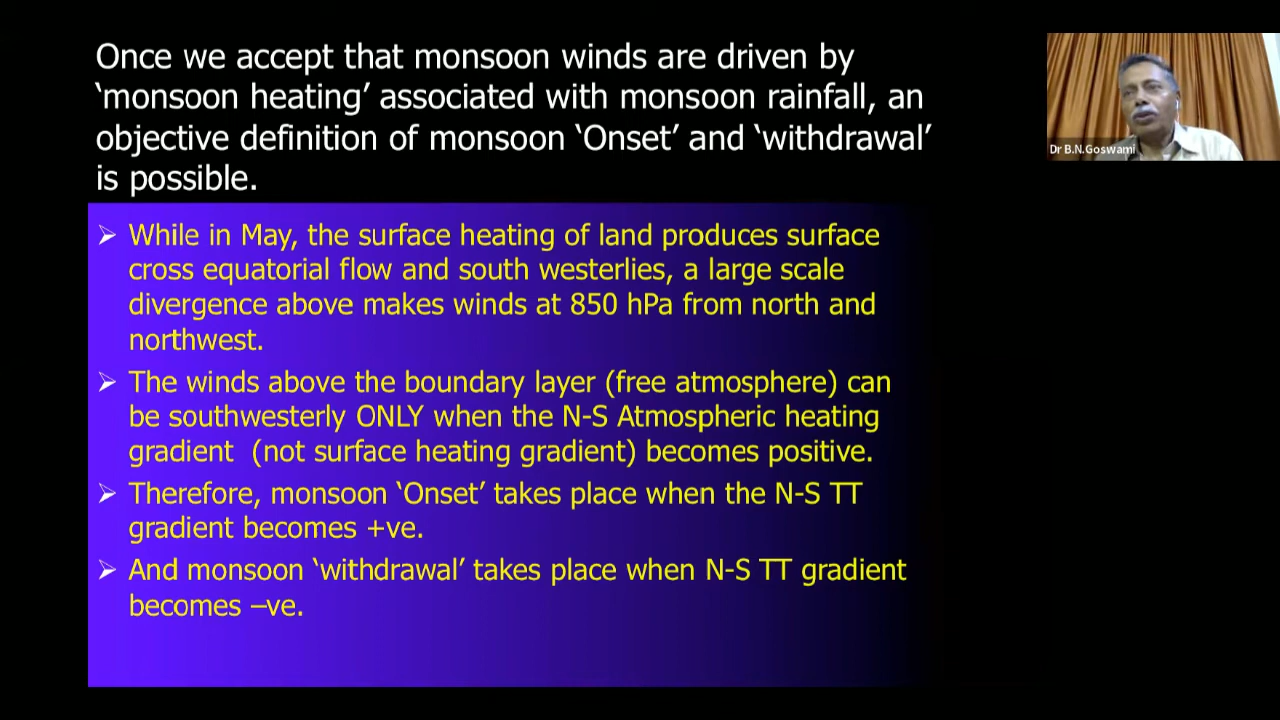 Once we accept that monsoon winds are driven by
‘monsoon heating’ associated with monsoon rainfall, an
objective definition of monsoon ‘Onset’ and ‘withdrawal’
is possible.
➢ While in May, the surface heating of land produces surface
cross equatorial flow and south westerlies, a large scale
divergence above makes winds at 850 hPa from north and
northwest.
➢ The winds above the boundary layer (free atmosphere) can
be southwesterly ONLY when the N-S Atmospheric heating
gradient (not surface heating gradient) becomes positive.
➢ Therefore, monsoon ‘Onset’ takes place when the N-S TT
gradient becomes +ve.
➢ And monsoon ‘withdrawal’ takes place when N-S TT gradient
becomes –ve.
Dr B.N.Goswami